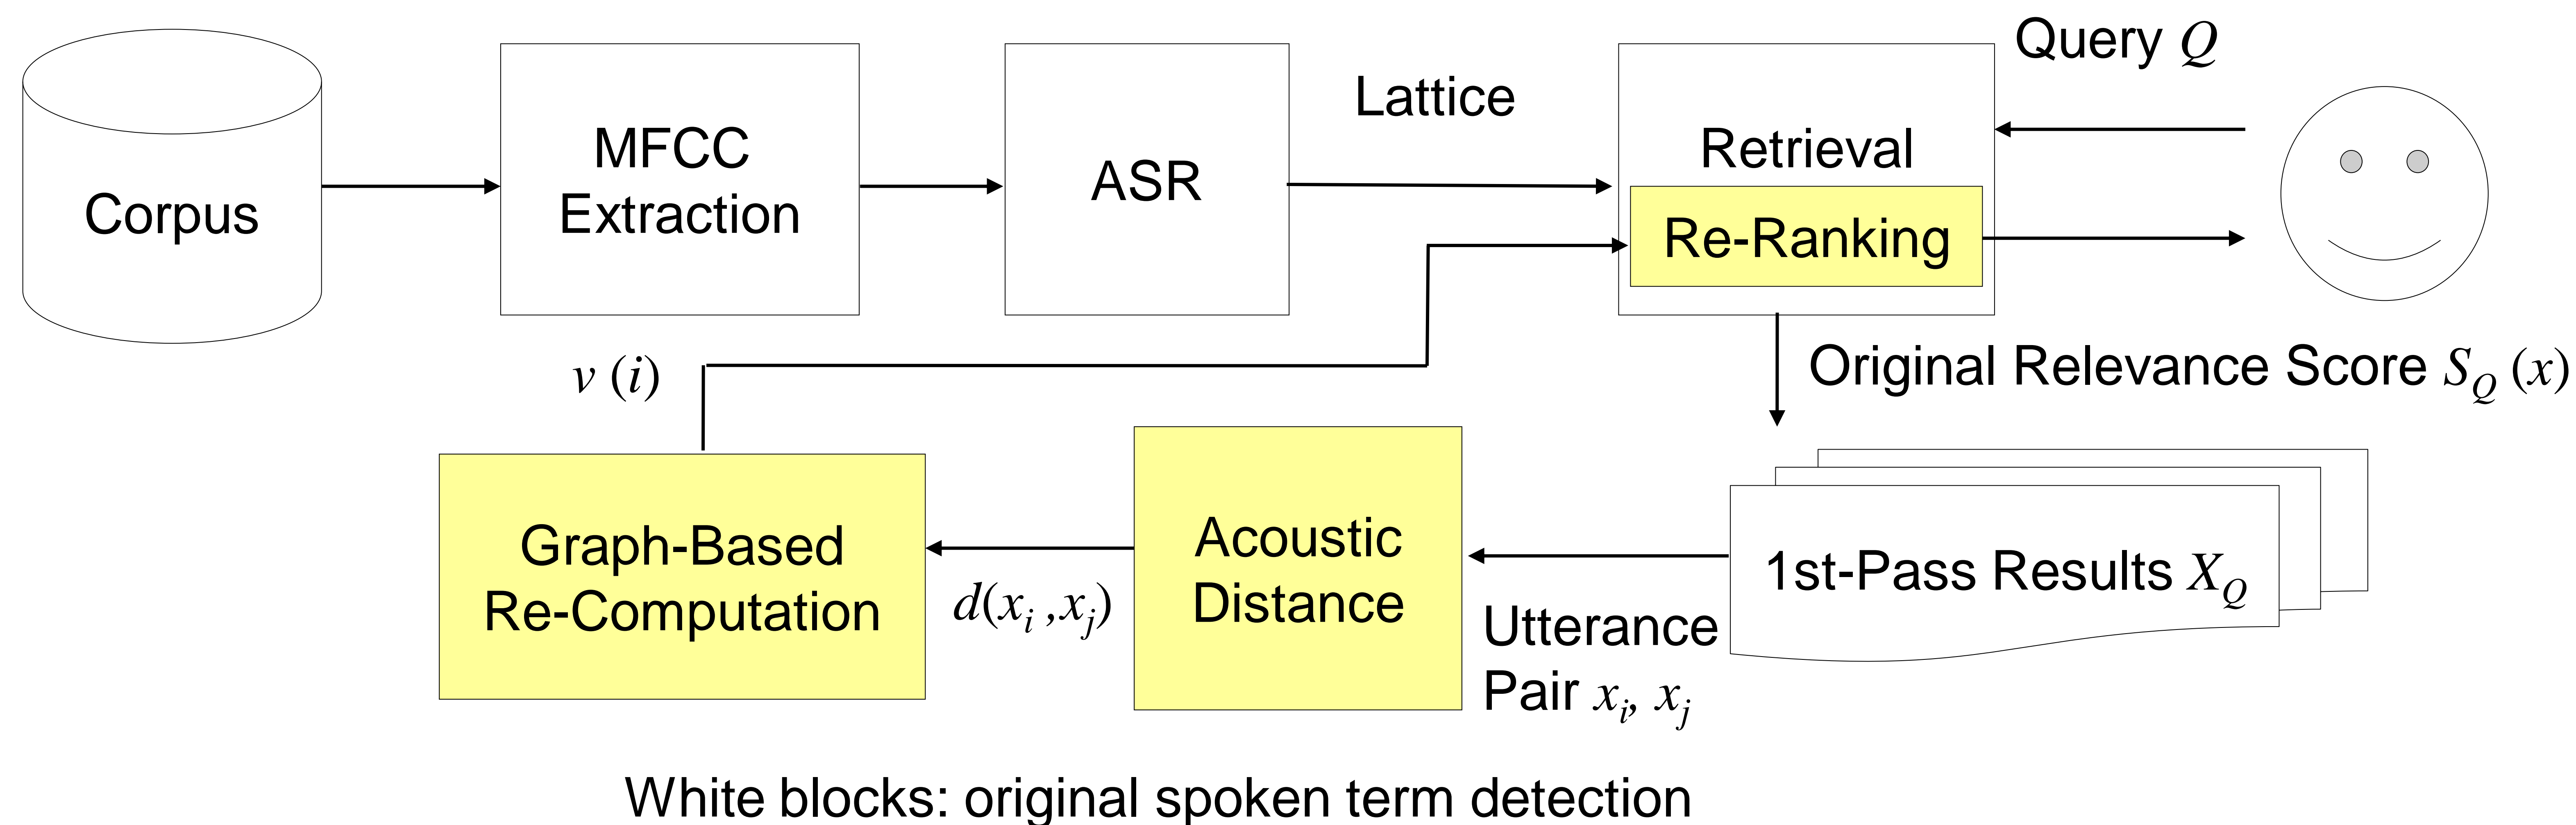 Query Q
Lattice
Corpus
MFCC
Extraction
ASR
Retrieval
Re-Ranking
v (i)
Original Relevance Score S_Q (x)
Graph-Based
Re-Computation
d(x_i ,x_j)
Acoustic
Distance
Utterance
Pair x_i, x_j
1st-Pass Results X_Q
White blocks: original spoken term detection